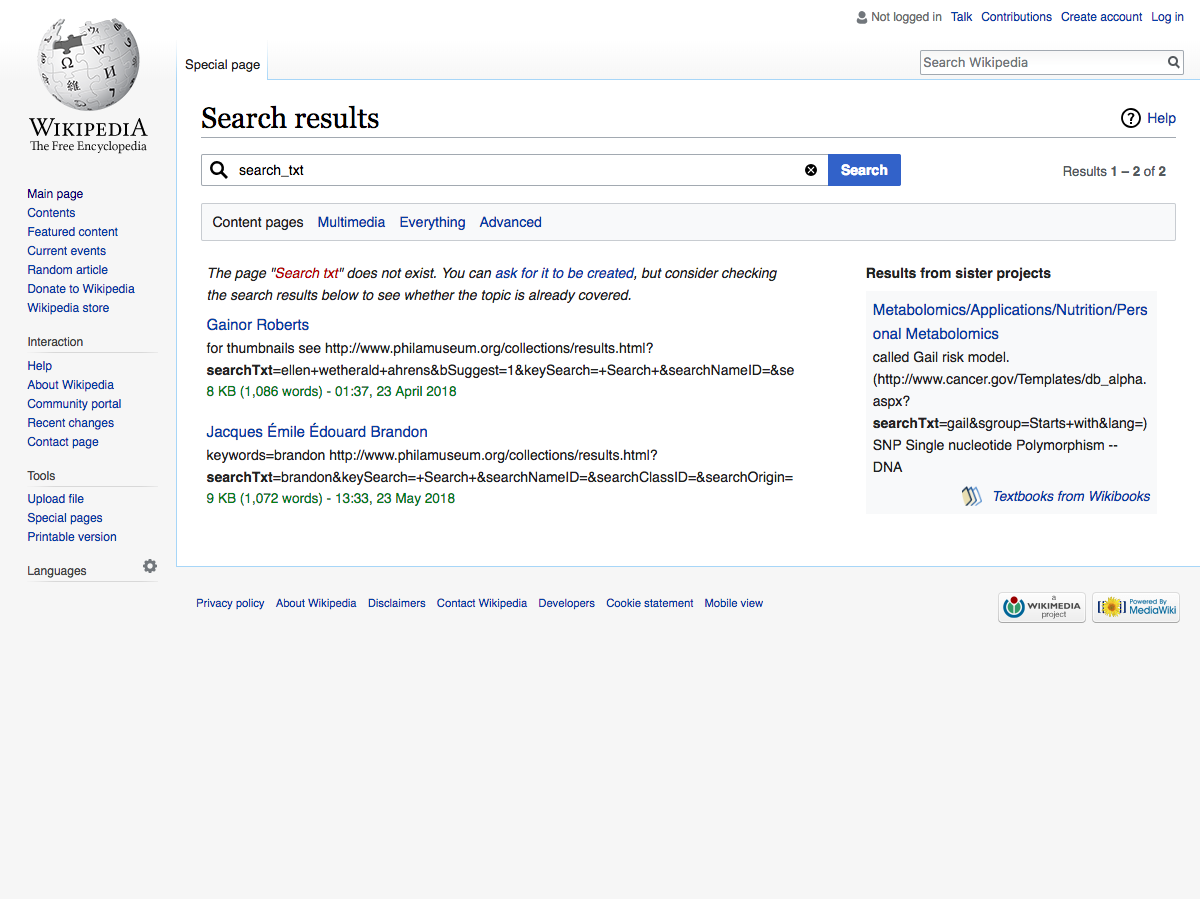 Not logged in Talk Contributions Create account Log in
Special page
Search Wikipedia
WIKIPEDIA
The Free Encyclopedia
Main page
Contents
Featured content
Current events
Random article
Donate to Wikipedia
Wikipedia store
Interaction
Help
About Wikipedia
Community portal
Recent changes
Contact page
Tools
Upload file
Special pages
Printable version
Languages
Search results
Help
search_txt
Search
Results 1 – 2 of 2
Content pages Multimedia Everything Advanced
The page "Search txt" does not exist. You can ask for it to be created, but consider checking
the search results below to see whether the topic is already covered.
Gainor Roberts
for thumbnails see http://www.philamuseum.org/collections/results.html?
searchTxt=ellen+wetherald+ahrens&bSuggest=1&keySearch=+Search+&searchNameID=&se
8 KB (1,086 words) - 01:37, 23 April 2018
Jacques Émile Édouard Brandon
keywords=brandon http://www.philamuseum.org/collections/results.html?
searchTxt=brandon&keySearch=+Search+&searchNameID=&searchClassID=&searchOrigin=
9 KB (1,072 words) - 13:33, 23 May 2018
Results from sister projects
Metabolomics/Applications/Nutrition/Pers
onal Metabolomics
called Gail risk model.
(http://www.cancer.gov/Templates/db_alpha.
aspx?
searchTxt=gail&sgroup=Starts+with&lang=)
SNP Single nucleotide Polymorphism --
DNA
Textbooks from Wikibooks
Privacy policy About Wikipedia Disclaimers Contact Wikipedia Developers Cookie statement Mobile view
a
WIKIMEDIA
project
Powered By
MediaWiki